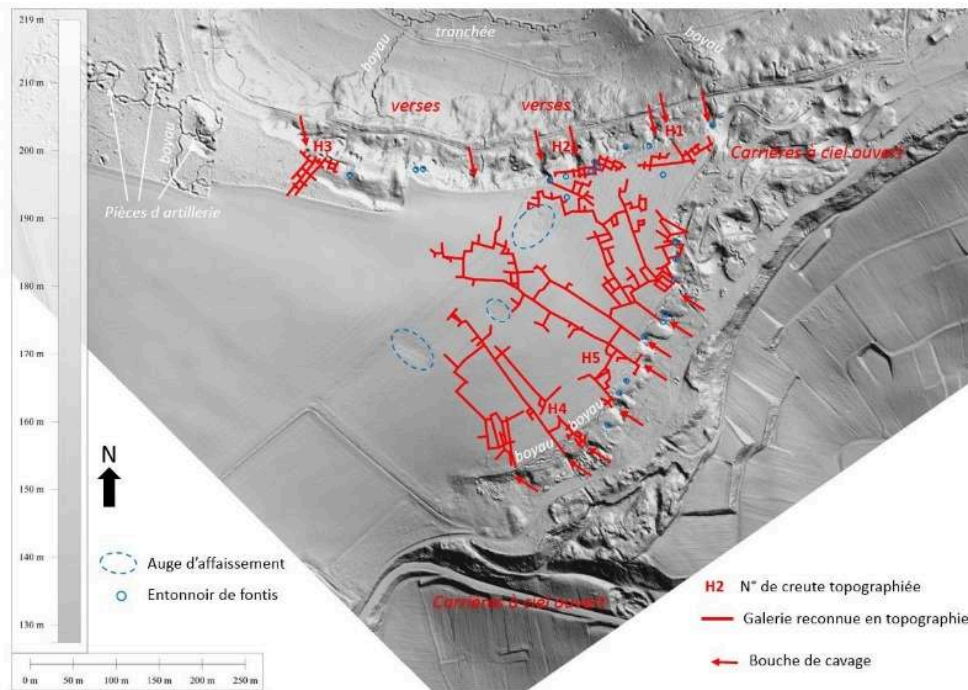 219 m
209 m
200 m
190 m
180 m
170 m
160 m
150 m
140 m
130 m
0 m 50 m 100 m 150 m 200 m 250 m
tranchée
boyau
boyau
verses
verses
boyau
H3
H2
H1
Carrières à ciel ouvert
Pièces d artillerie
H5
H4
boyau
boyau
N
Auge d'affaissement
Entonnoir de fontis
Carrières à ciel ouvert
H2 N° de creute topographiée
Galerie reconnue en topographie
Bouche de cavage